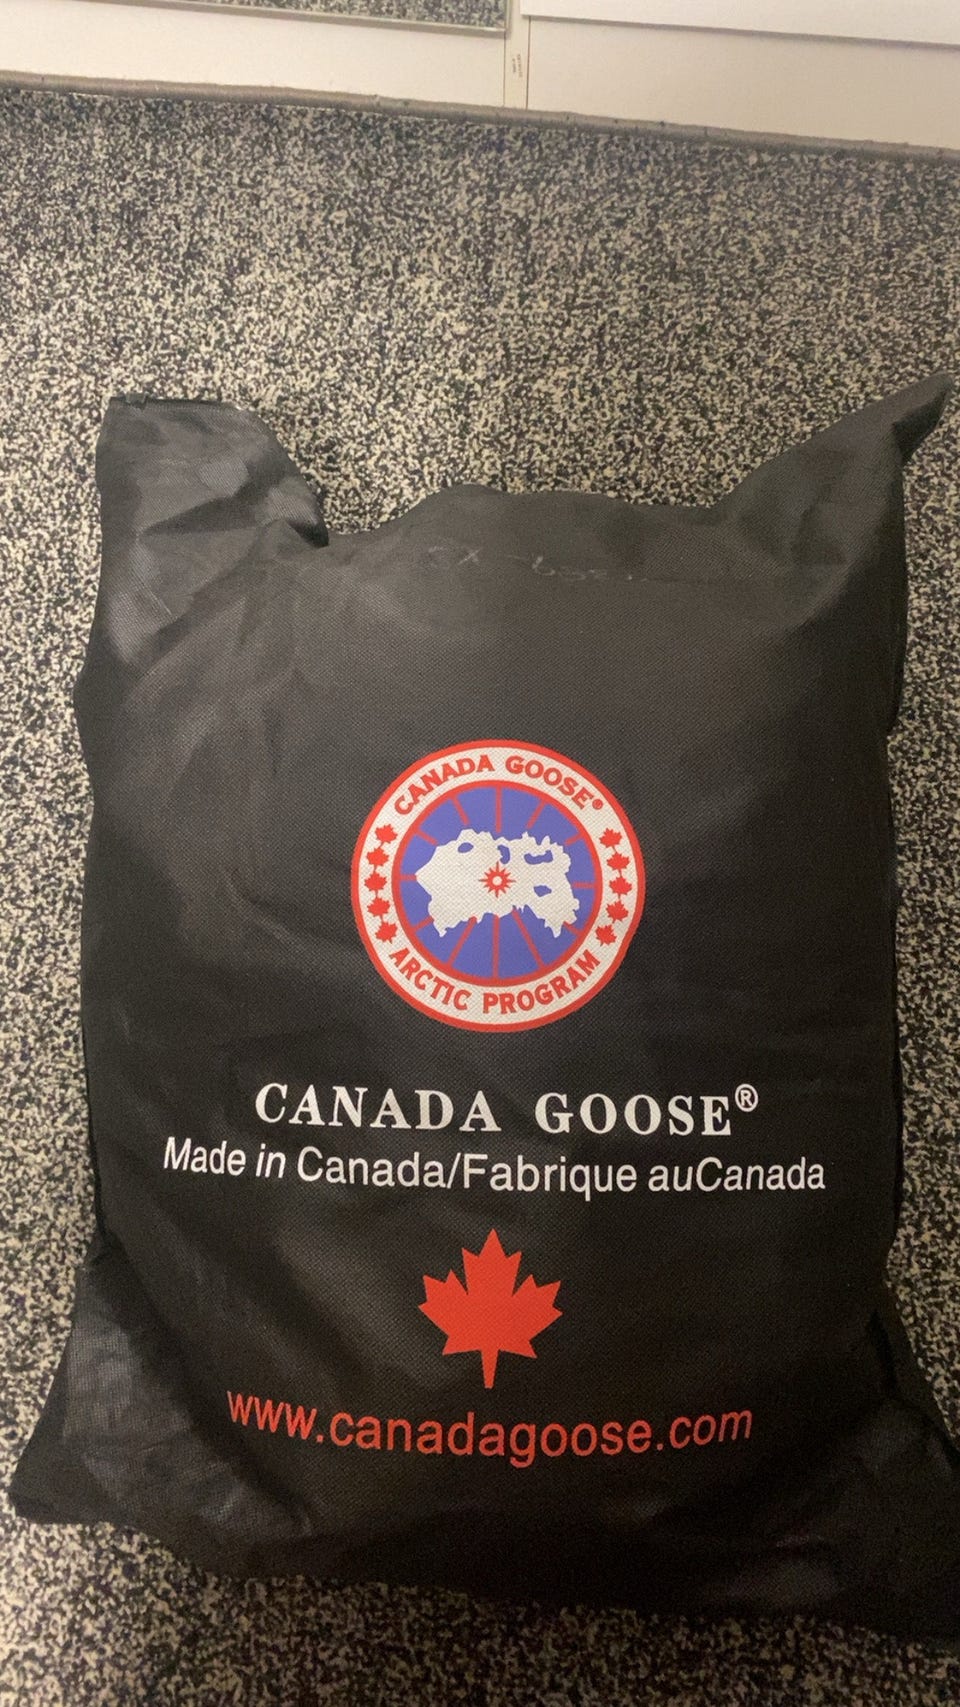 CANADA GOOSE®
ARCTIC PROGRAM
CANADA GOOSE®
Made in Canada/Fabrique auCanada
www.canadagoose.com